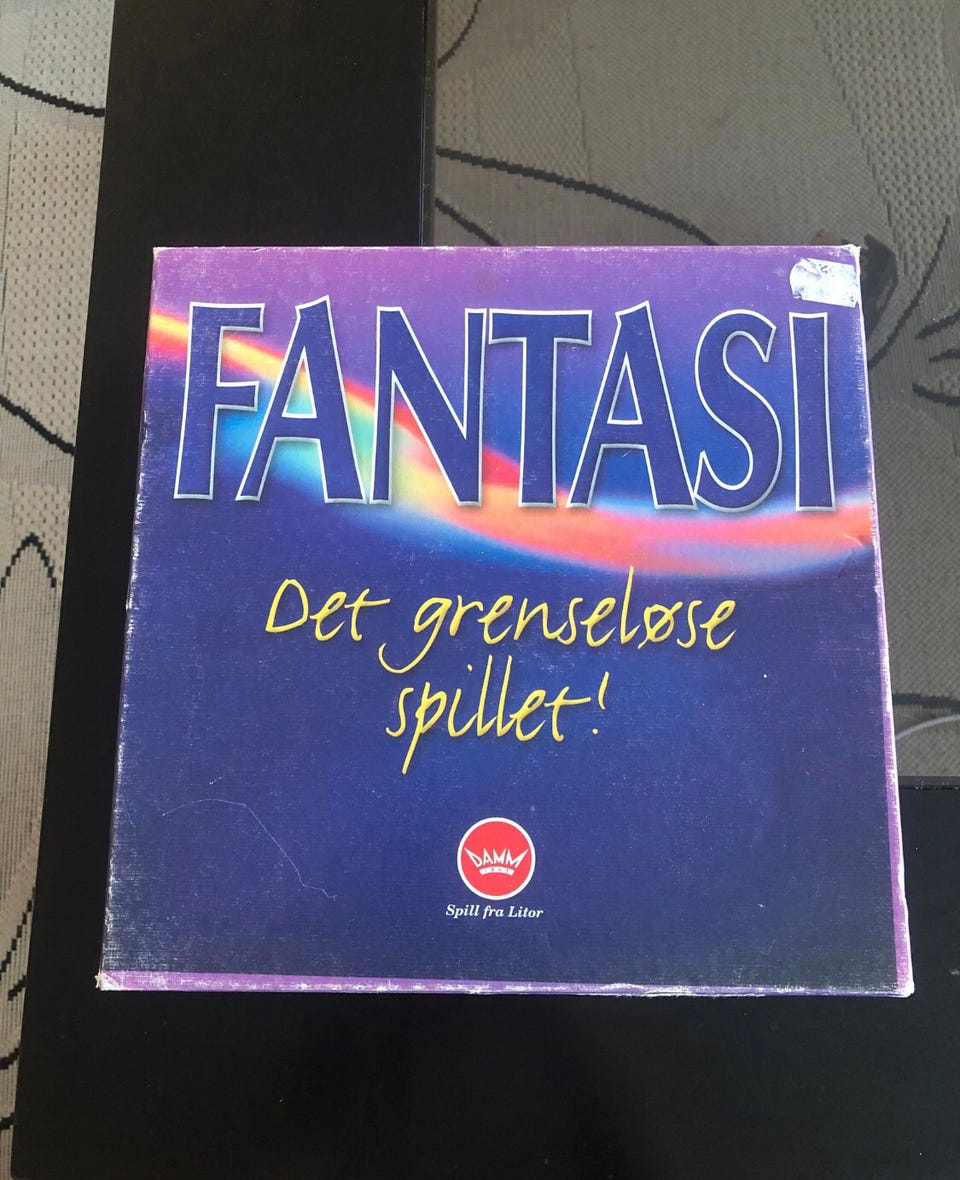 FANTASI
Det grenseløse
spillet!
DAMM
Spill fra Litor